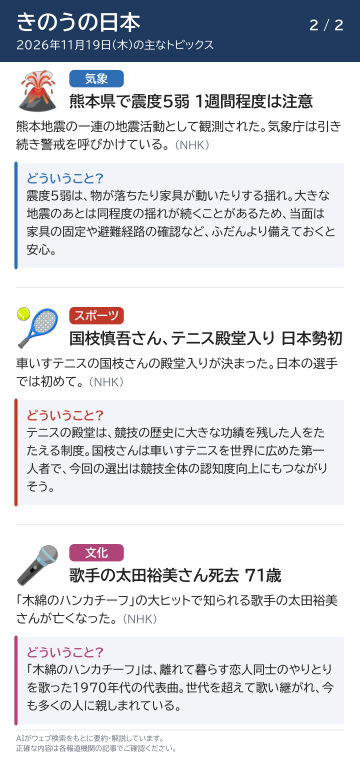 きのうの日本
2 / 2
2026年11月19日(木)の主なトピックス
気象
熊本県で震度5弱 1週間程度は注意
熊本地震の一連の地震活動として観測された。気象庁は引き
続き警戒を呼びかけている。（NHK）
どういうこと?
震度5弱は、物が落ちたり家具が動いたりする揺れ。大きな
地震のあとは同程度の揺れが続くことがあるため、当面は
家具の固定や避難経路の確認など、ふだんより備えておくと
安心。
スポーツ
国枝慎吾さん、テニス殿堂入り 日本勢初
車いすテニスの国枝さんの殿堂入りが決まった。日本の選手
では初めて。（NHK）
どういうこと?
テニスの殿堂は、競技の歴史に大きな功績を残した人をた
たえる制度。国枝さんは車いすテニスを世界に広めた第一
人者で、今回の選出は競技全体の認知度向上にもつながり
そう。
文化
歌手の太田裕美さん死去 71歳
「木綿のハンカチーフ」の大ヒットで知られる歌手の太田裕美
さんが亡くなった。（NHK）
どういうこと?
「木綿のハンカチーフ」は、離れて暮らす恋人同士のやりとり
を歌った1970年代の代表曲。世代を超えて歌い継がれ、今
も多くの人に親しまれている。
AIがウェブ検索をもとに要約・解説しています。
正確な内容は各報道機関の記事でご確認ください。